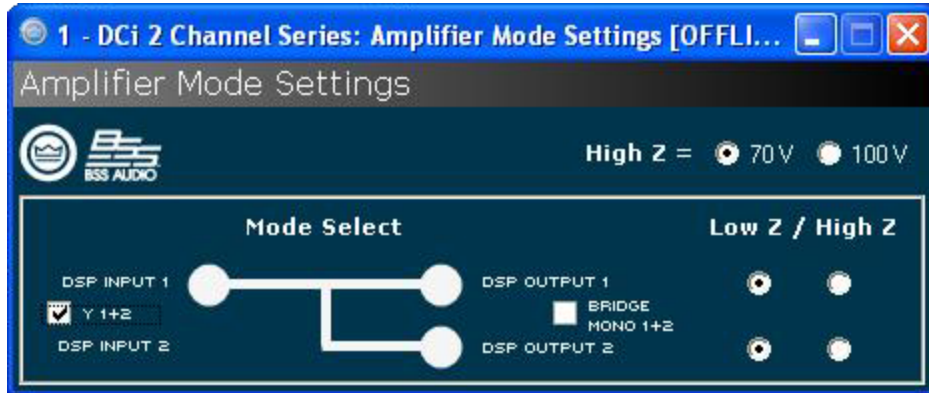 1 - DCi 2 Channel Series: Amplifier Mode Settings [OFFLI...
Amplifier Mode Settings
BSS AUDIO
High Z = 70V 100V
Mode Select
Low Z / High Z
DSP INPUT 1
DSP OUTPUT 1
Y 1+2
BRIDGE
MONO 1+2
DSP INPUT 2
DSP OUTPUT 2